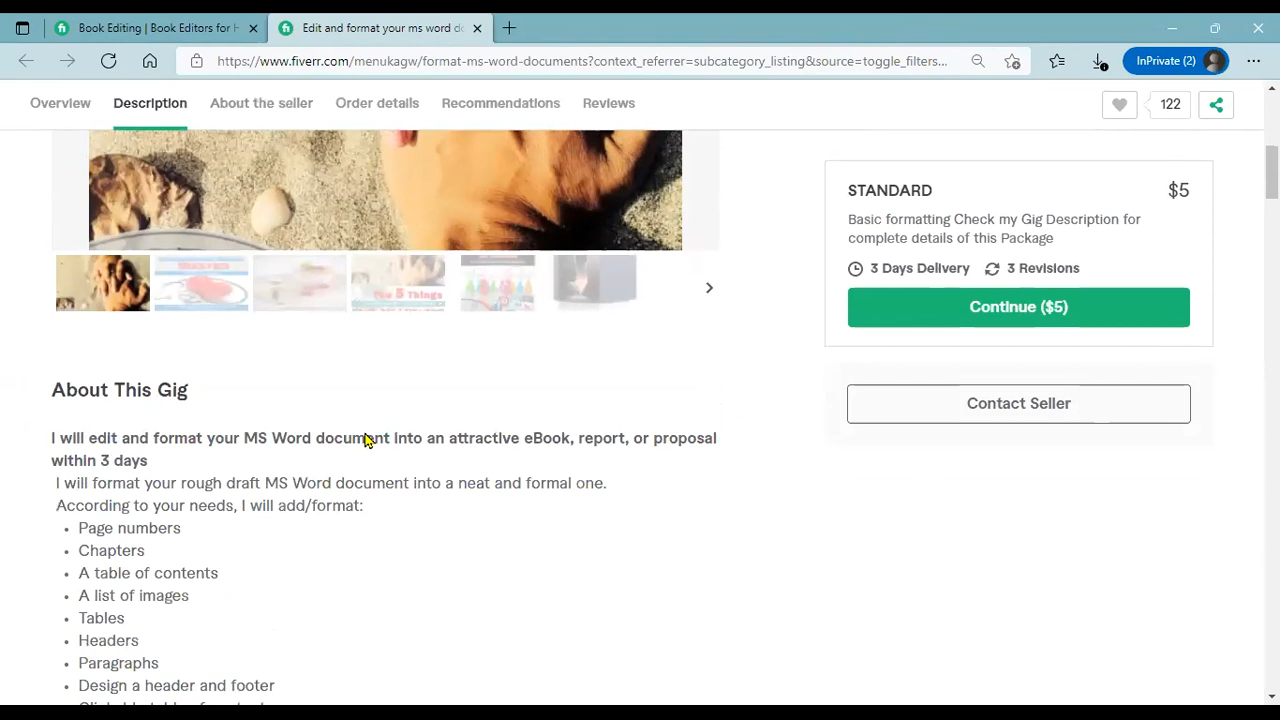 Book Editing | Book Editors for H
Edit and format your ms word do
https://www.fiverr.com/menukagw/format-ms-word-documents?context_referrer=subcategory_listing&source=toggle_filters...
InPrivate (2)
Overview
Description
About the seller
Order details
Recommendations
Reviews
122
STANDARD
$5
Basic formatting Check my Gig Description for
complete details of this Package
3 Days Delivery
3 Revisions
Continue ($5)
Contact Seller
About This Gig
I will edit and format your MS Word document into an attractive eBook, report, or proposal
within 3 days
I will format your rough draft MS Word document into a neat and formal one.
According to your needs, I will add/format:
• Page numbers
• Chapters
• A table of contents
• A list of images
• Tables
• Headers
• Paragraphs
• Design a header and footer